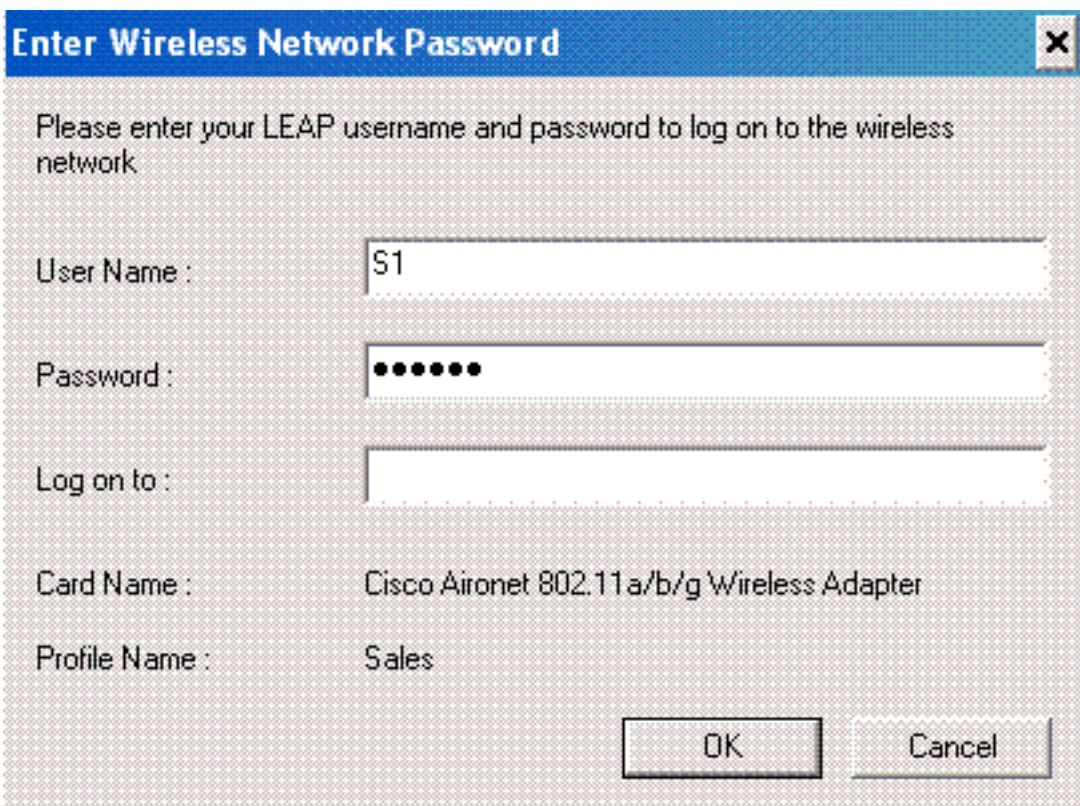 Enter Wireless Network Password
Please enter your LEAP username and password to log on to the wireless
network
User Name : S1
Password : ●●●●●●
Log on to :
Card Name : Cisco Aironet 802.11a/b/g Wireless Adapter
Profile Name : Sales
OK Cancel